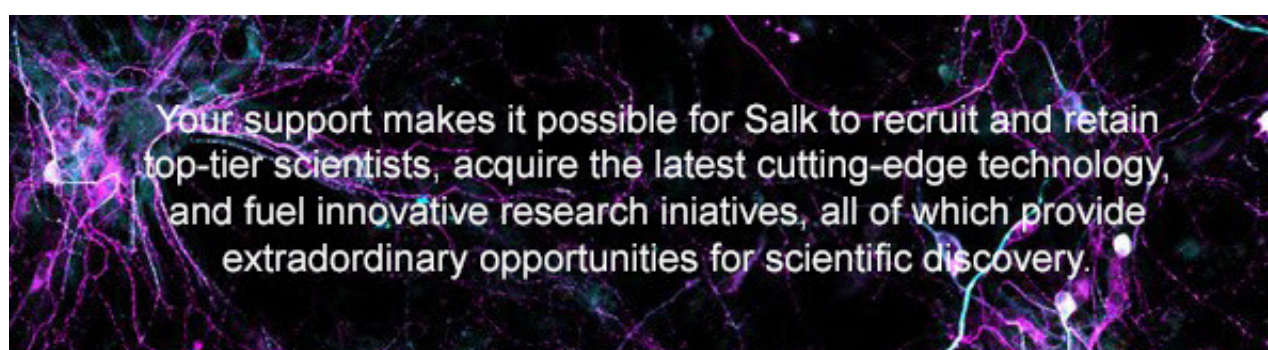 Your support makes it possible for Salk to recruit and retain
top-tier scientists, acquire the latest cutting-edge technology,
and fuel innovative research iniatives, all of which provide
extradordinary opportunities for scientific discovery.